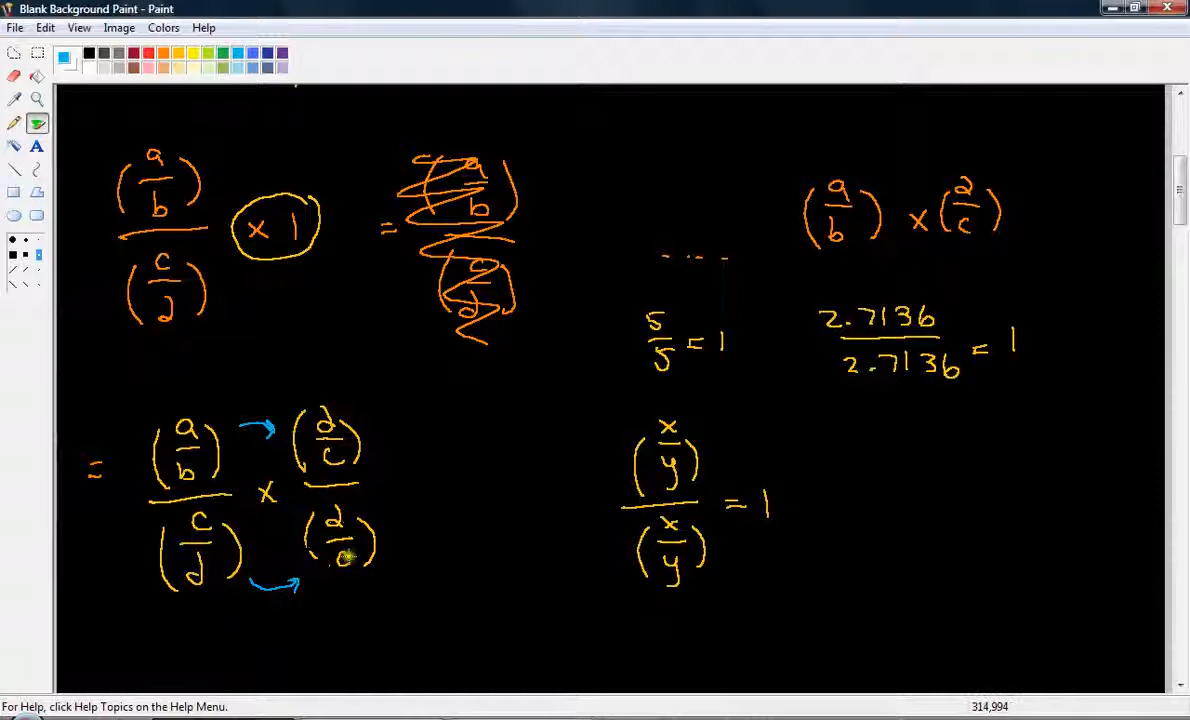 Blank Background Paint - Paint
File Edit View Image Colors Help
(a/b)/(c/d) × 1 =
(a/b) × (d/c)
5/5 = 1
2.7136/2.7136 = 1
= (a/b)/(c/d) × (d/c)/(d/c)
(x/y)/(x/y) = 1
For Help, click Help Topics on the Help Menu.
314,994